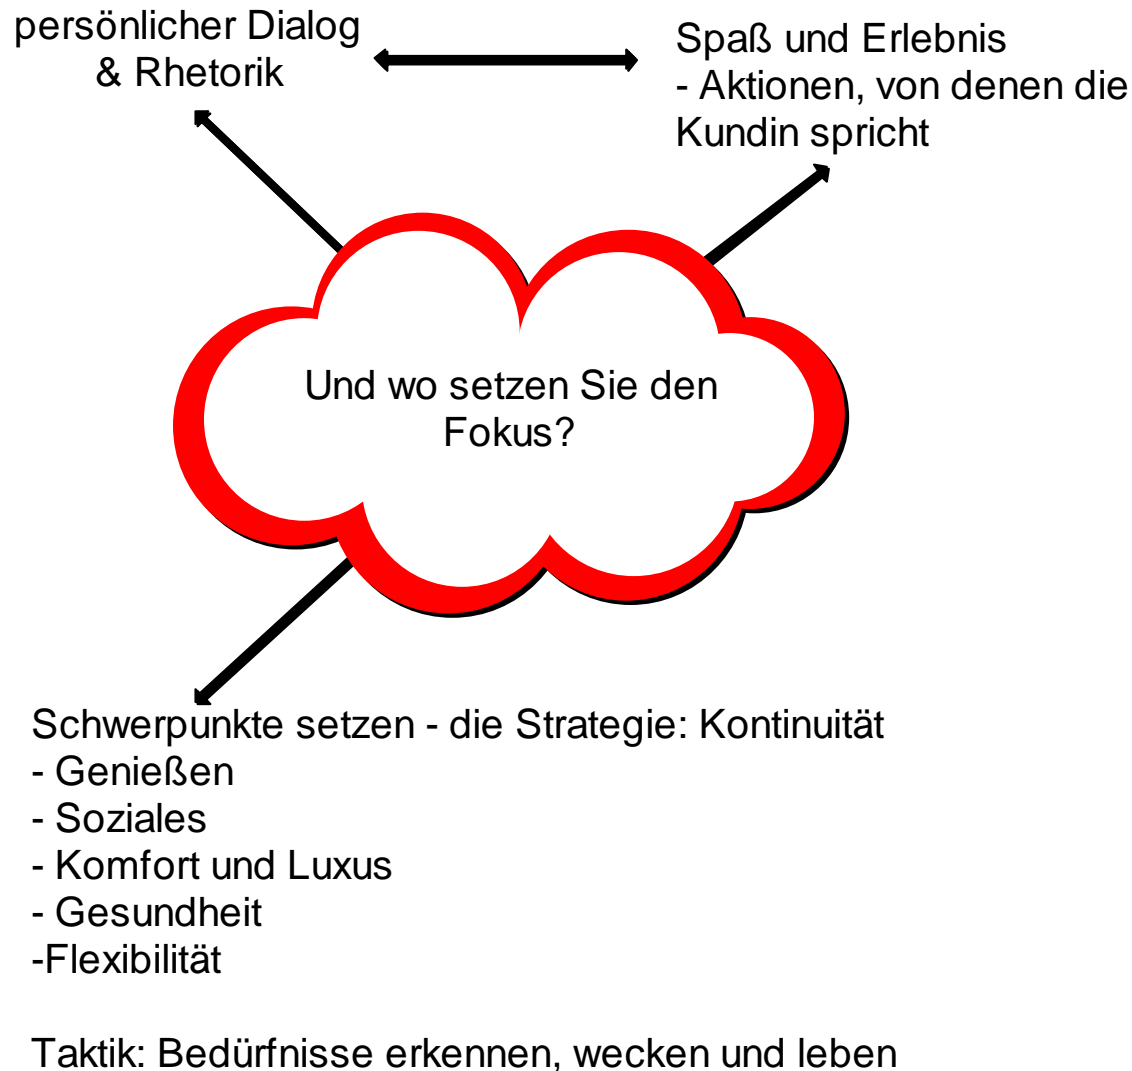 persönlicher Dialog
& Rhetorik
Spaß und Erlebnis
- Aktionen, von denen die
Kundin spricht
Und wo setzen Sie den
Fokus?
Schwerpunkte setzen - die Strategie: Kontinuität
- Genießen
- Soziales
- Komfort und Luxus
- Gesundheit
-Flexibilität
Taktik: Bedürfnisse erkennen, wecken und leben